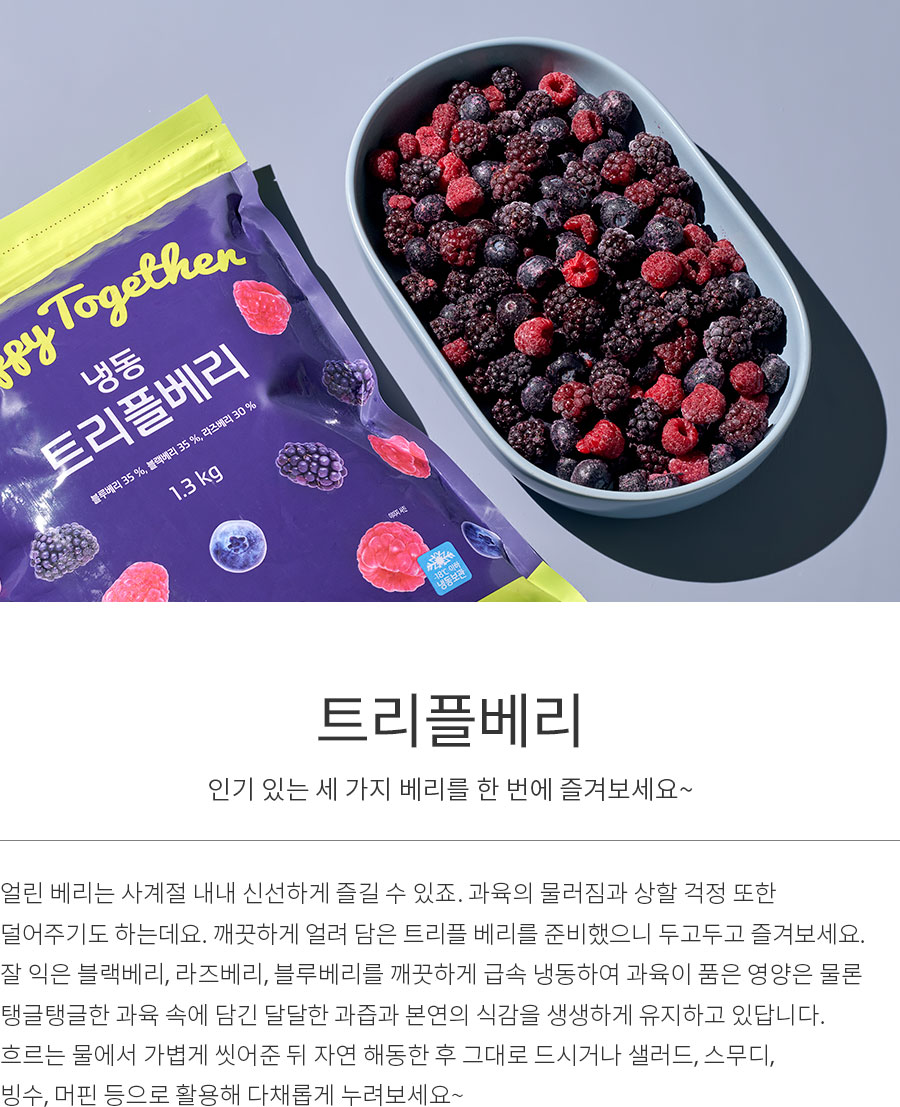 Together
냉동
트리플베리
블루베리 35 %, 블랙베리 35 %, 라즈베리 30 %
1.3 kg
이미지 사진
-18℃ 이하
냉동보관
트리플베리
인기 있는 세 가지 베리를 한 번에 즐겨보세요~
얼린 베리는 사계절 내내 신선하게 즐길 수 있죠. 과육의 물러짐과 상할 걱정 또한
덜어주기도 하는데요. 깨끗하게 얼려 담은 트리플 베리를 준비했으니 두고두고 즐겨보세요.
잘 익은 블랙베리, 라즈베리, 블루베리를 깨끗하게 급속 냉동하여 과육이 품은 영양은 물론
탱글탱글한 과육 속에 담긴 달달한 과즙과 본연의 식감을 생생하게 유지하고 있답니다.
흐르는 물에서 가볍게 씻어준 뒤 자연 해동한 후 그대로 드시거나 샐러드, 스무디,
빙수, 머핀 등으로 활용해 다채롭게 누려보세요~